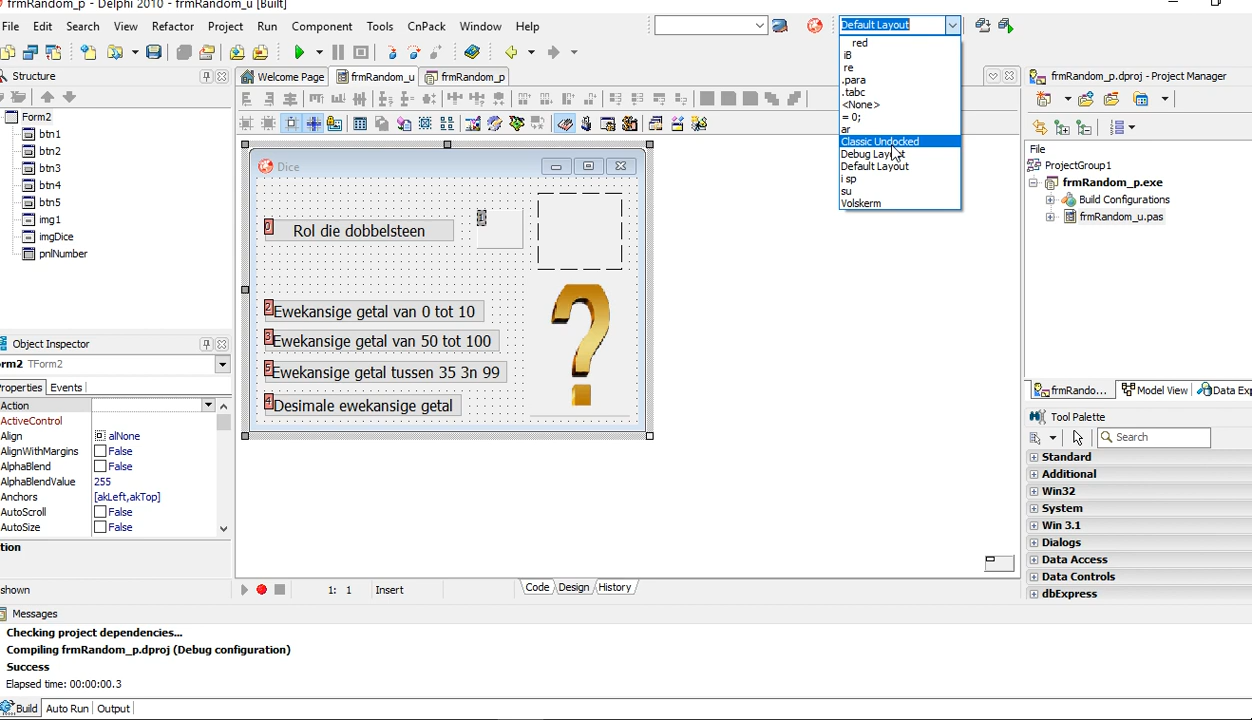 frmRandom_p - Delphi 2010 - frmRandom_u [Built]
File Edit Search View Refactor Project Run Component Tools CnPack Window Help
Default Layout
red
iB
re
.para
.tabc
<None>
= 0;
ar
Classic Undocked
Debug Layout
Default Layout
i sp
su
Volskerm
Structure
Form2
btn1
btn2
btn3
btn4
btn5
img1
imgDice
pnlNumber
Welcome Page frmRandom_u frmRandom_p
Dice
0 Rol die dobbelsteen
1
2 Ewekansige getal van 0 tot 10
3 Ewekansige getal van 50 tot 100
5 Ewekansige getal tussen 35 3n 99
4 Desimale ewekansige getal
?
frmRandom_p.dproj - Project Manager
File
ProjectGroup1
frmRandom_p.exe
Build Configurations
frmRandom_u.pas
frmRando... Model View Data Exp
Object Inspector
orm2 TForm2
Properties Events
Action
ActiveControl
Align alNone
AlignWithMargins False
AlphaBlend False
AlphaBlendValue 255
Anchors [akLeft,akTop]
AutoScroll False
AutoSize False
tion
shown
Tool Palette
Search
Standard
Additional
Win32
System
Win 3.1
Dialogs
Data Access
Data Controls
dbExpress
1: 1 Insert
Code Design History
Messages
Checking project dependencies...
Compiling frmRandom_p.dproj (Debug configuration)
Success
Elapsed time: 00:00:00.3
Build Auto Run Output